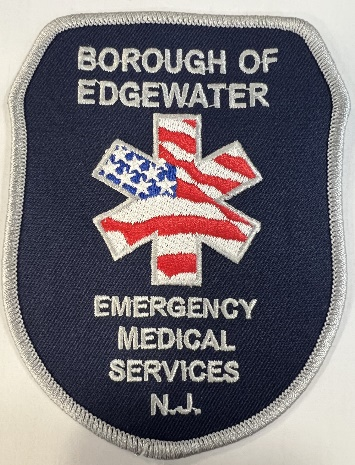 BOROUGH OF
EDGEWATER
EMERGENCY
MEDICAL
SERVICES
N.J.